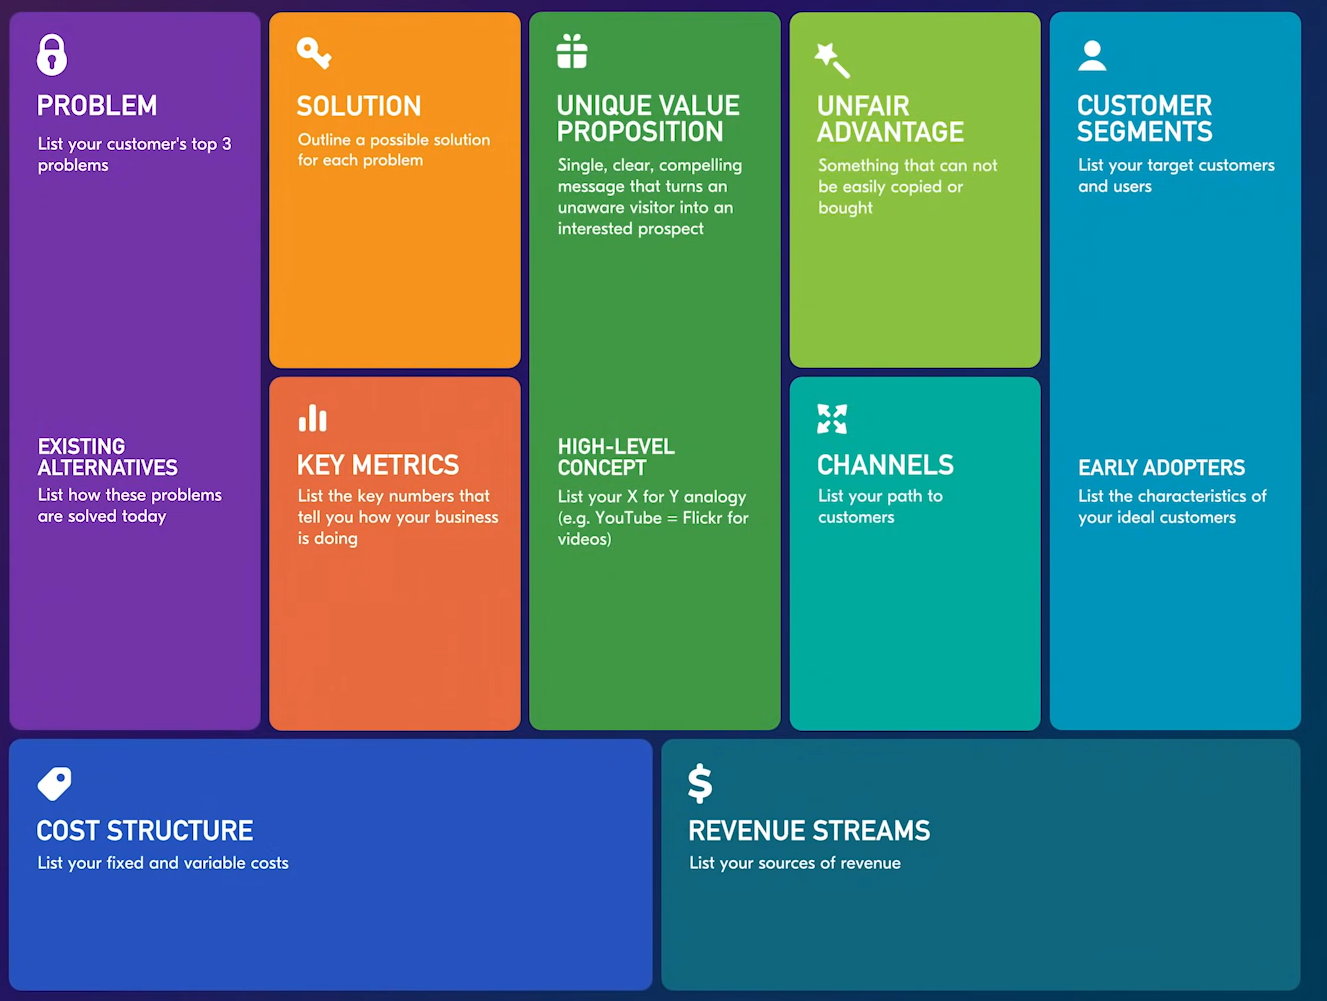 PROBLEM
List your customer's top 3
problems
EXISTING
ALTERNATIVES
List how these problems
are solved today
SOLUTION
Outline a possible solution
for each problem
KEY METRICS
List the key numbers that
tell you how your business
is doing
UNIQUE VALUE
PROPOSITION
Single, clear, compelling
message that turns an
unaware visitor into an
interested prospect
HIGH-LEVEL
CONCEPT
List your X for Y analogy
(e.g. YouTube = Flickr for
videos)
UNFAIR
ADVANTAGE
Something that can not
be easily copied or
bought
CHANNELS
List your path to
customers
CUSTOMER
SEGMENTS
List your target customers
and users
EARLY ADOPTERS
List the characteristics of
your ideal customers
COST STRUCTURE
List your fixed and variable costs
$
REVENUE STREAMS
List your sources of revenue